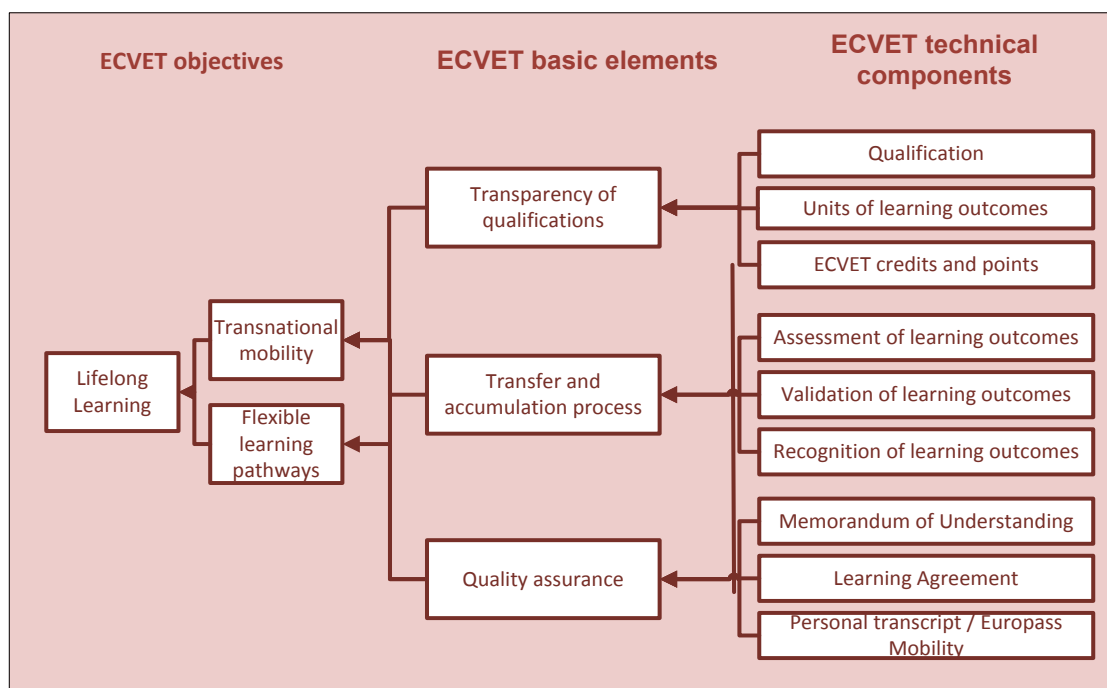 ECVET objectives
ECVET basic elements
ECVET technical
components
Lifelong
Learning
Transnational
mobility
Flexible
learning
pathways
Transparency of
qualifications
Transfer and
accumulation process
Quality assurance
Qualification
Units of learning outcomes
ECVET credits and points
Assessment of learning outcomes
Validation of learning outcomes
Recognition of learning outcomes
Memorandum of Understanding
Learning Agreement
Personal transcript / Europass
Mobility